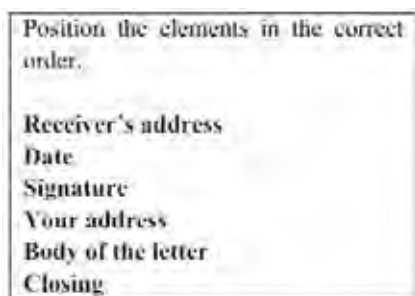 Position the elements in the correct
order.
Receiver's address
Date
Signature
Your address
Body of the letter
Closing